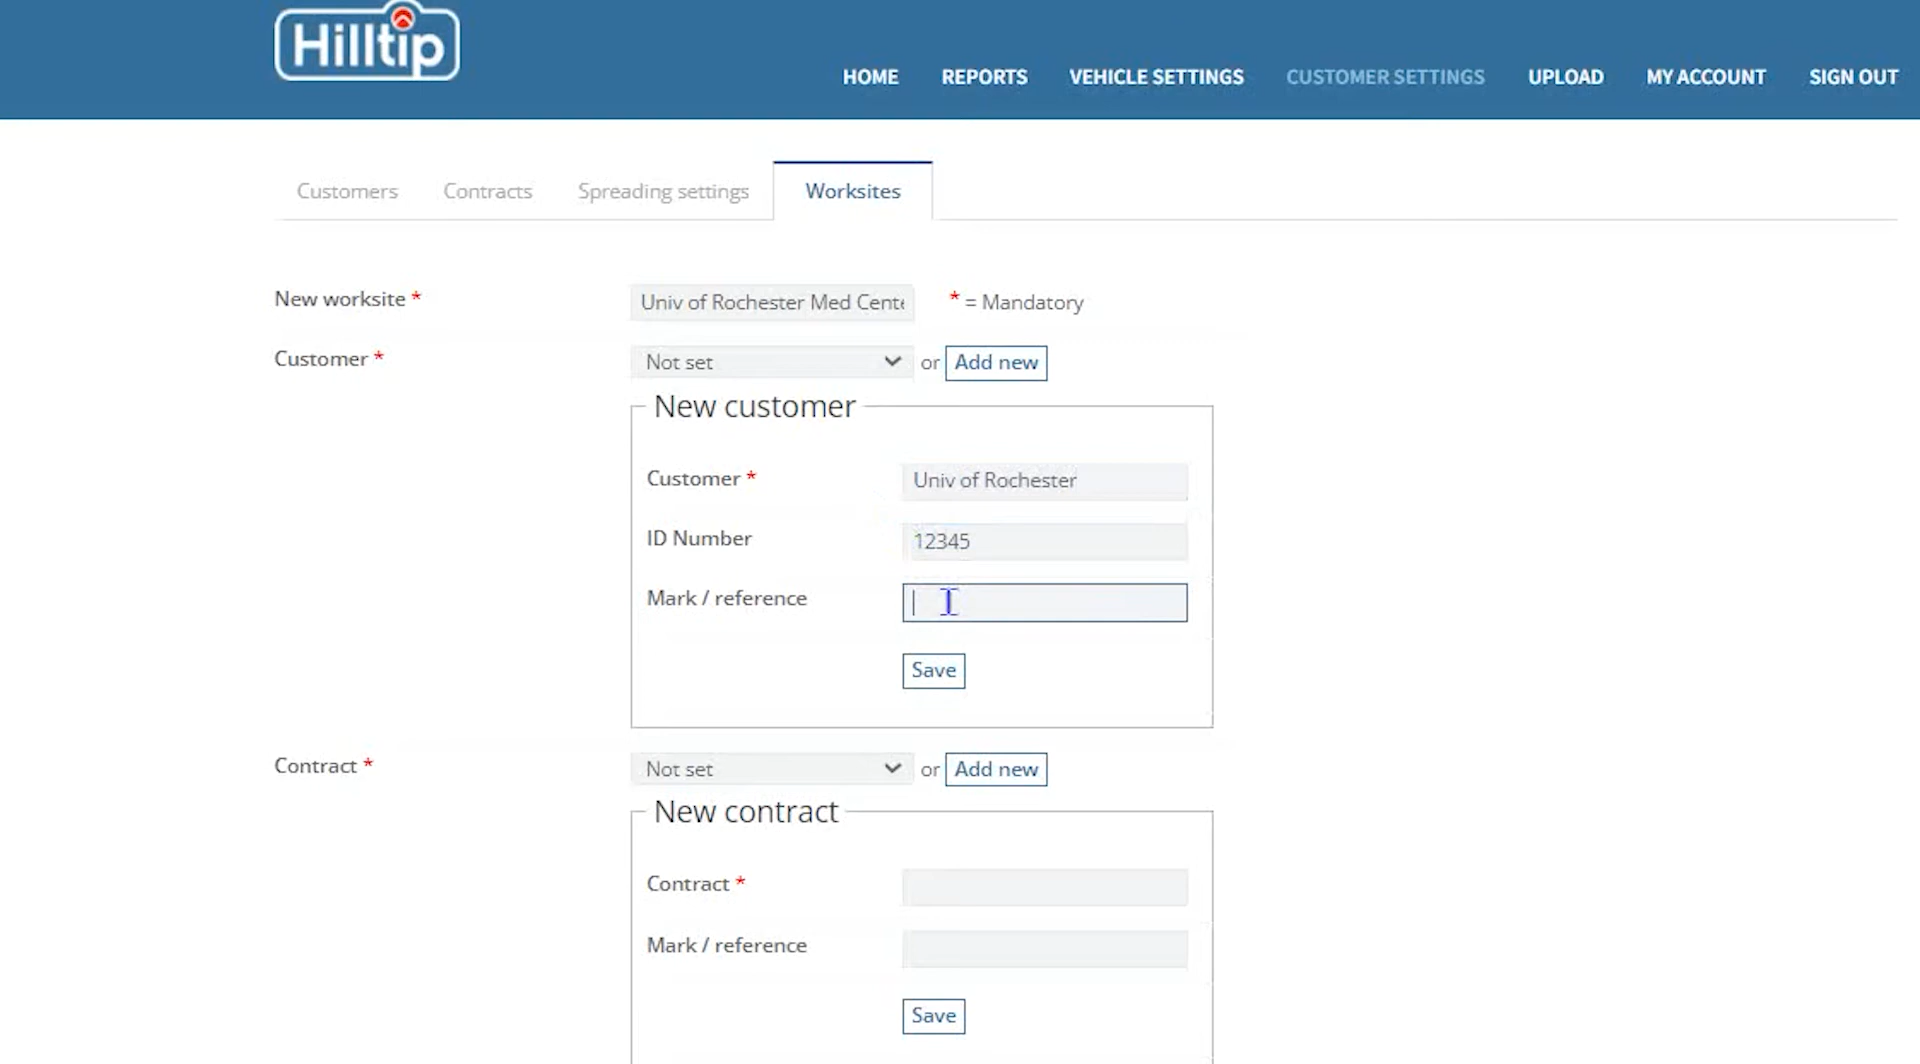 Hilltip
HOME REPORTS VEHICLE SETTINGS CUSTOMER SETTINGS UPLOAD MY ACCOUNT SIGN OUT
Customers Contracts Spreading settings Worksites
New worksite * Univ of Rochester Med Cente * = Mandatory
Customer * Not set or Add new
New customer
Customer * Univ of Rochester
ID Number 12345
Mark / reference
Save
Contract * Not set or Add new
New contract
Contract *
Mark / reference
Save